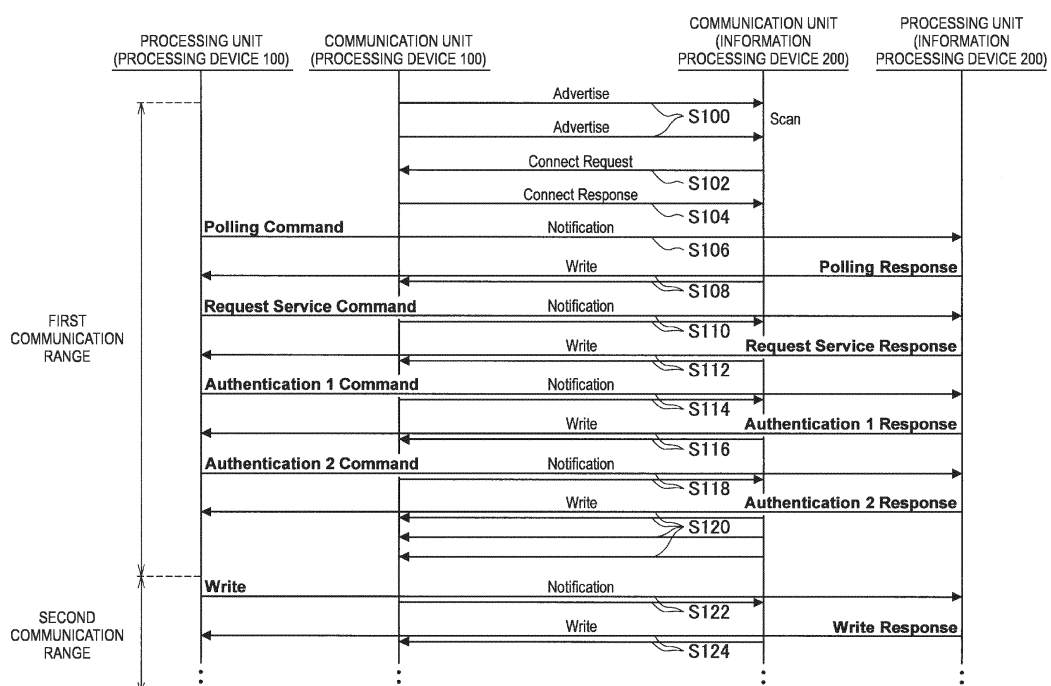 PROCESSING UNIT
(PROCESSING DEVICE 100)
COMMUNICATION UNIT
(PROCESSING DEVICE 100)
COMMUNICATION UNIT
(INFORMATION
PROCESSING DEVICE 200)
PROCESSING UNIT
(INFORMATION
PROCESSING DEVICE 200)
Advertise
S100
Scan
Advertise
Connect Request
S102
Connect Response
S104
Polling Command
Notification
S106
Write
Polling Response
S108
Request Service Command
Notification
S110
FIRST
COMMUNICATION
RANGE
Write
Request Service Response
S112
Authentication 1 Command
Notification
S114
Write
Authentication 1 Response
S116
Authentication 2 Command
Notification
S118
Write
Authentication 2 Response
S120
Write
Notification
S122
SECOND
COMMUNICATION
RANGE
Write
Write Response
S124